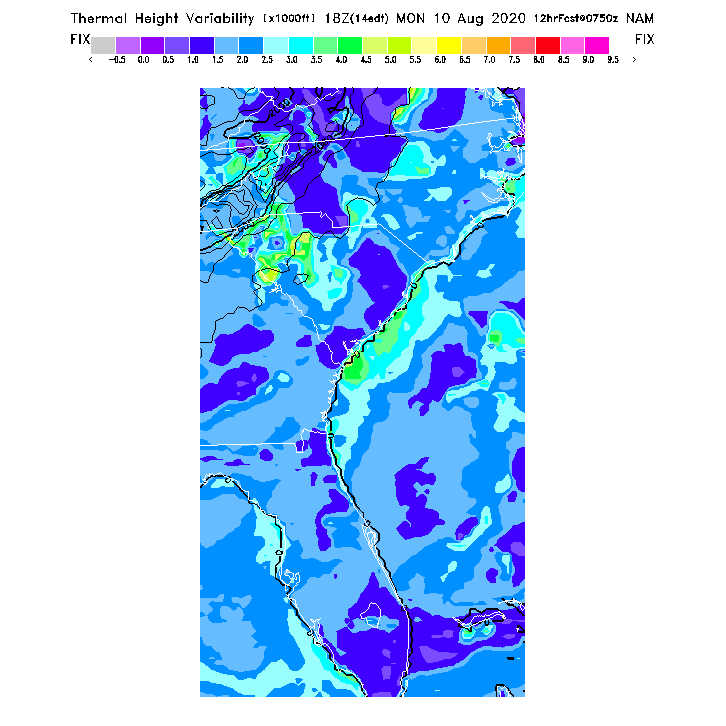 Thermal Height Variability [x1000ft] 18Z(14edt) MON 10 Aug 2020 12hrFcst@0750z NAM
FIX FIX
< -0.5 0.0 0.5 1.0 1.5 2.0 2.5 3.0 3.5 4.0 4.5 5.0 5.5 6.0 6.5 7.0 7.5 8.0 8.5 9.0 9.5 >